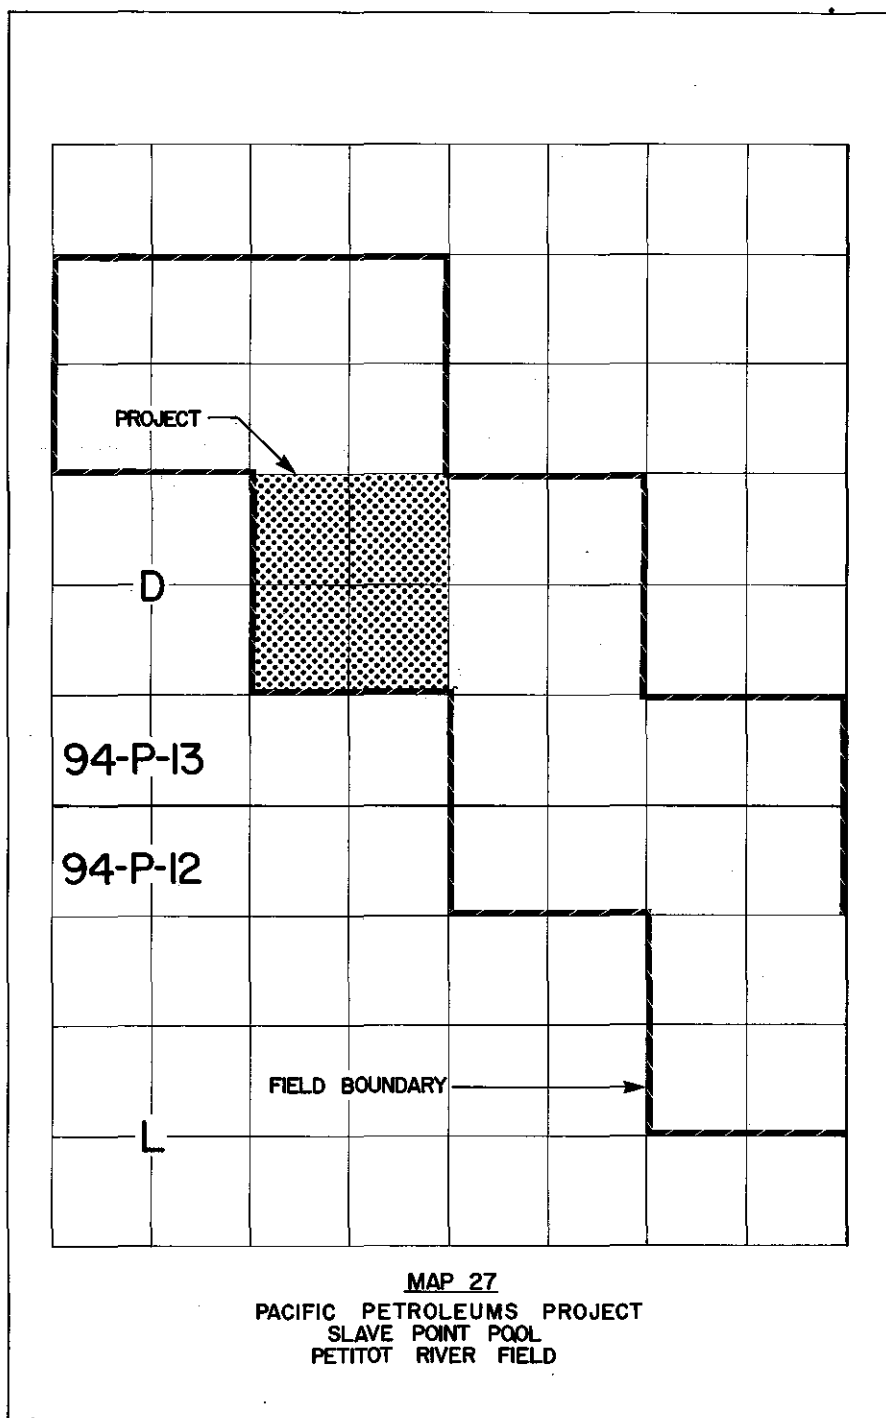 PROJECT
D
94-P-13
94-P-12
FIELD BOUNDARY
L
MAP 27
PACIFIC PETROLEUMS PROJECT
SLAVE POINT POOL
PETITOT RIVER FIELD